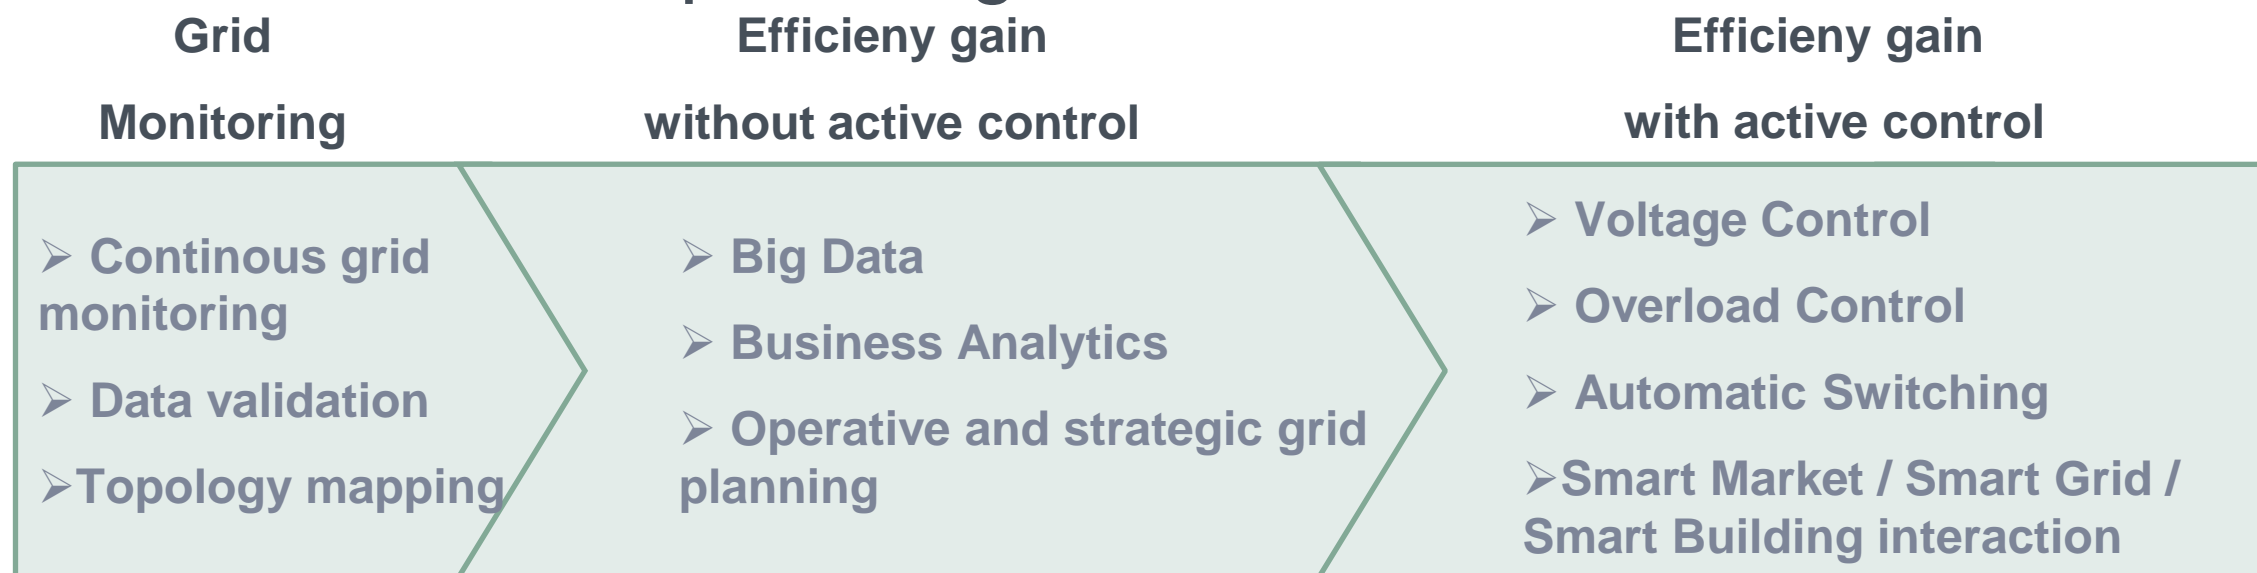 Grid
Monitoring
Efficieny gain
without active control
Efficieny gain
with active control
➢ Continous grid
monitoring
➢ Data validation
➢Topology mapping
➢ Big Data
➢ Business Analytics
➢ Operative and strategic grid
planning
➢ Voltage Control
➢ Overload Control
➢ Automatic Switching
➢Smart Market / Smart Grid /
Smart Building interaction